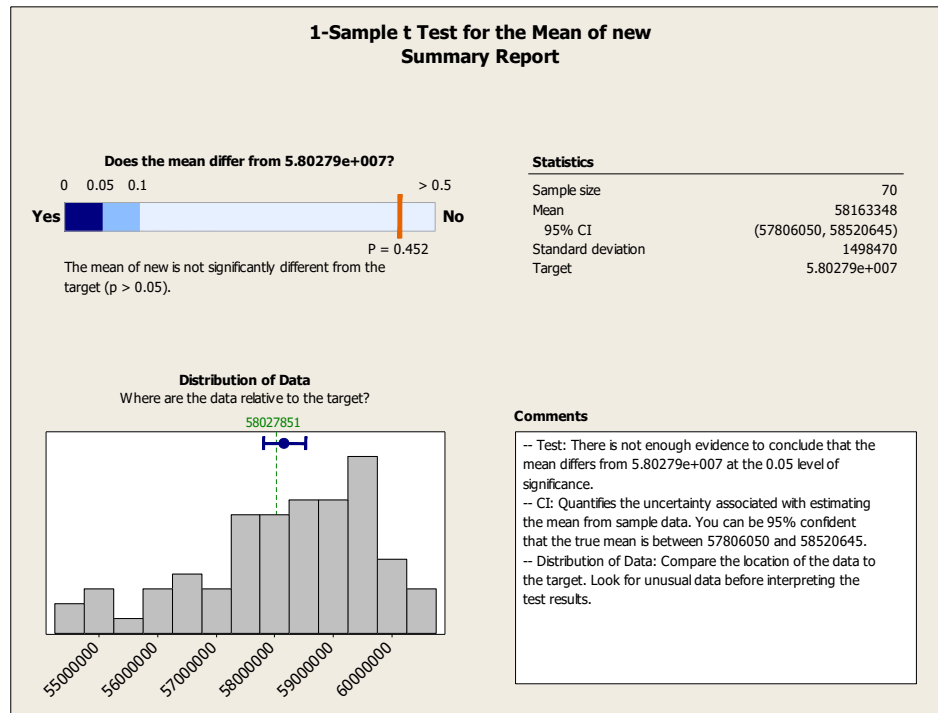 1-Sample t Test for the Mean of new
Summary Report
Does the mean differ from 5.80279e+007?
0 0.05 0.1 > 0.5
Yes No
P = 0.452
The mean of new is not significantly different from the
target (p > 0.05).
Statistics
Sample size 70
Mean 58163348
95% CI (57806050, 58520645)
Standard deviation 1498470
Target 5.80279e+007
Distribution of Data
Where are the data relative to the target?
58027851
55000000 56000000 57000000 58000000 59000000 60000000
Comments
-- Test: There is not enough evidence to conclude that the
mean differs from 5.80279e+007 at the 0.05 level of
significance.
-- CI: Quantifies the uncertainty associated with estimating
the mean from sample data. You can be 95% confident
that the true mean is between 57806050 and 58520645.
-- Distribution of Data: Compare the location of the data to
the target. Look for unusual data before interpreting the
test results.